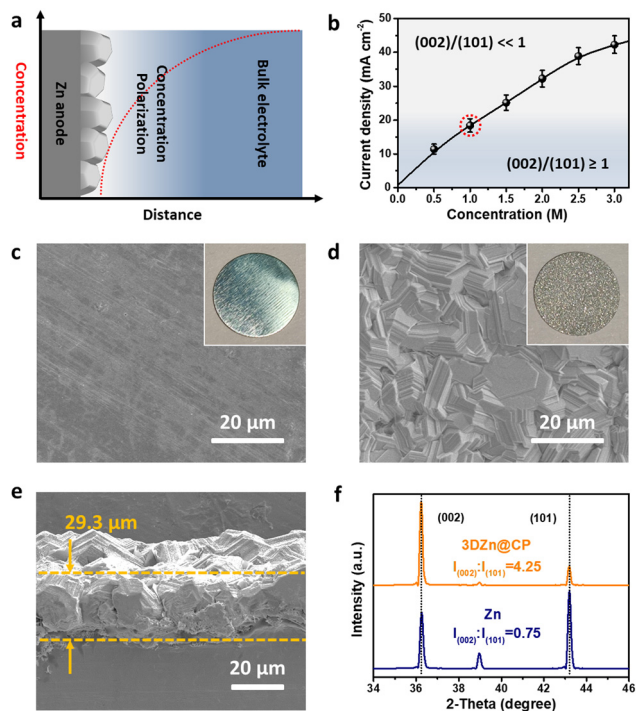 a
Concentration
Zn anode
Concentration
Polarization
Bulk electrolyte
Distance
b
Current density (mA cm-2)
50
40
30
20
10
0
(002)/(101) << 1
(002)/(101) ≥ 1
0.0 0.5 1.0 1.5 2.0 2.5 3.0
Concentration (M)
c
20 μm
d
20 μm
e
29.3 μm
20 μm
f
Intensity (a.u.)
(002) (101)
3DZn@CP
I(002):I(101)=4.25
Zn
I(002):I(101)=0.75
34 36 38 40 42 44 46
2-Theta (degree)